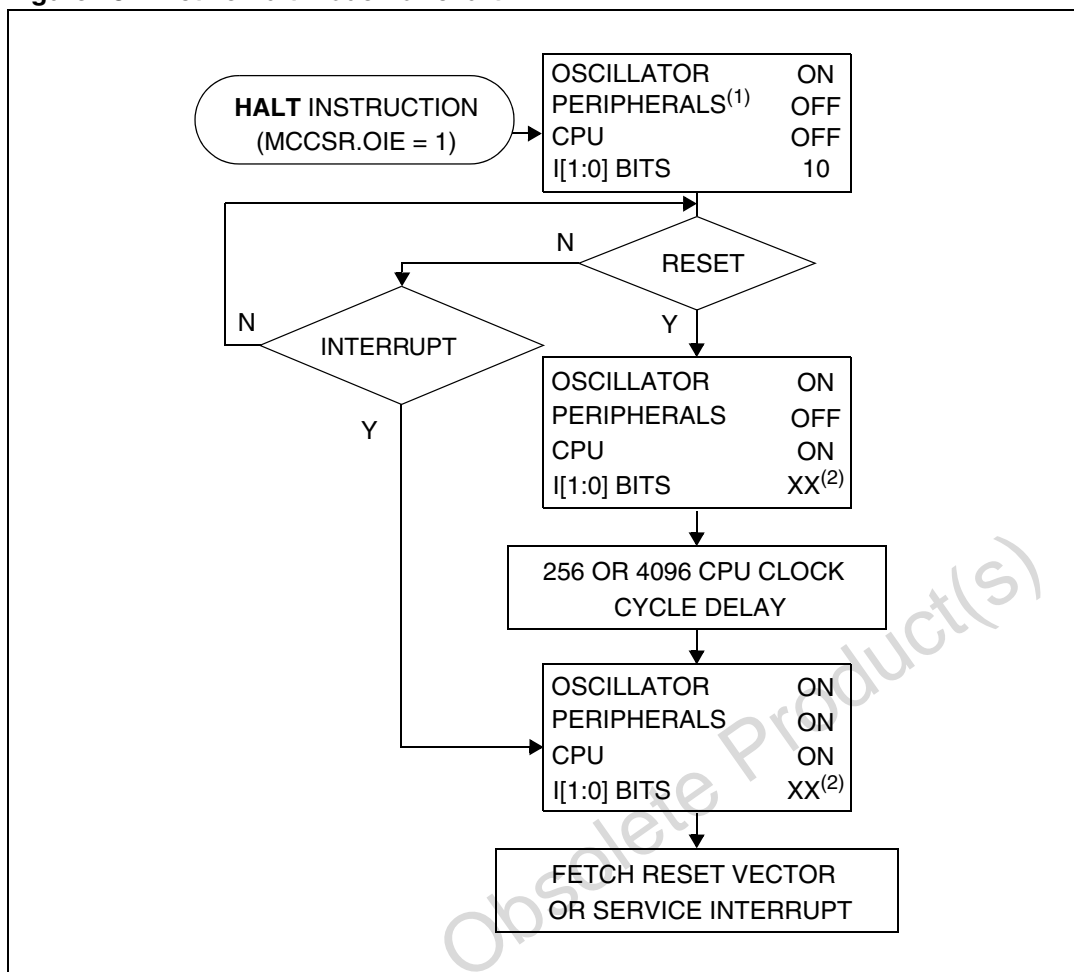 HALT INSTRUCTION
(MCCSR.OIE = 1)
OSCILLATOR ON
PERIPHERALS(1) OFF
CPU OFF
I[1:0] BITS 10
N
RESET
N
INTERRUPT
Y
Y
OSCILLATOR ON
PERIPHERALS OFF
CPU ON
I[1:0] BITS XX(2)
256 OR 4096 CPU CLOCK
CYCLE DELAY
OSCILLATOR ON
PERIPHERALS ON
CPU ON
I[1:0] BITS XX(2)
FETCH RESET VECTOR
OR SERVICE INTERRUPT
Obsolete Product(s)